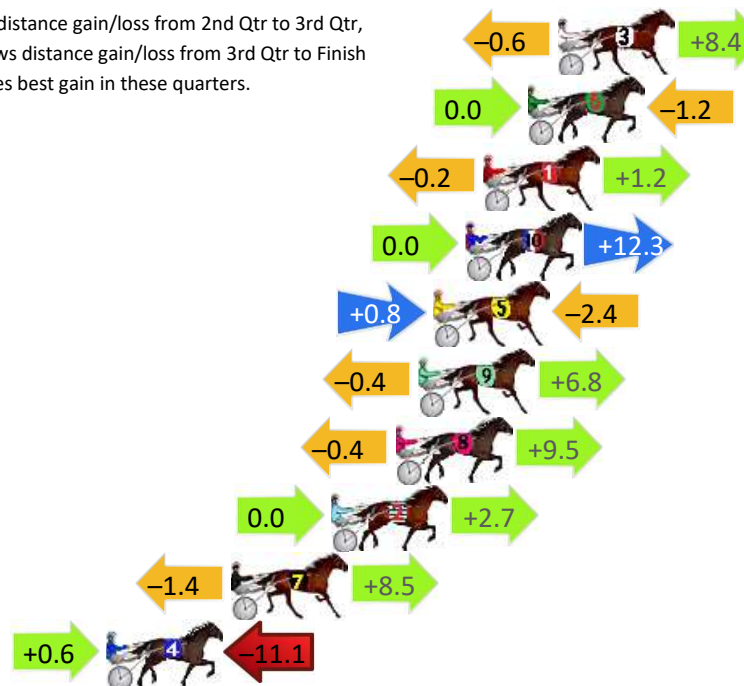 distance gain/loss from 2nd Qtr to 3rd Qtr,
ws distance gain/loss from 3rd Qtr to Finish
es best gain in these quarters.
–0.6 3 +8.4
0.0 6 –1.2
–0.2 1 +1.2
0.0 10 +12.3
+0.8 5 –2.4
–0.4 9 +6.8
–0.4 8 +9.5
0.0 2 +2.7
–1.4 7 +8.5
+0.6 4 –11.1